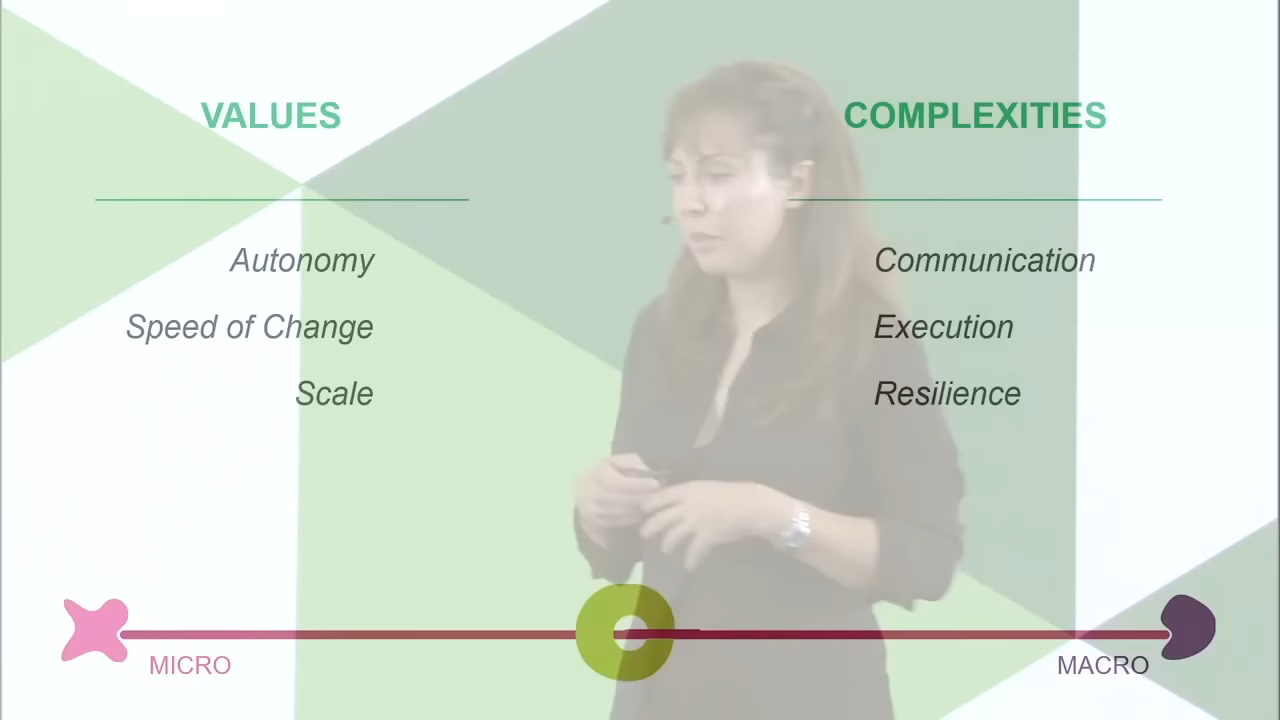 VALUES
Autonomy
Speed of Change
Scale
COMPLEXITIES
Communication
Execution
Resilience
MICRO
MACRO